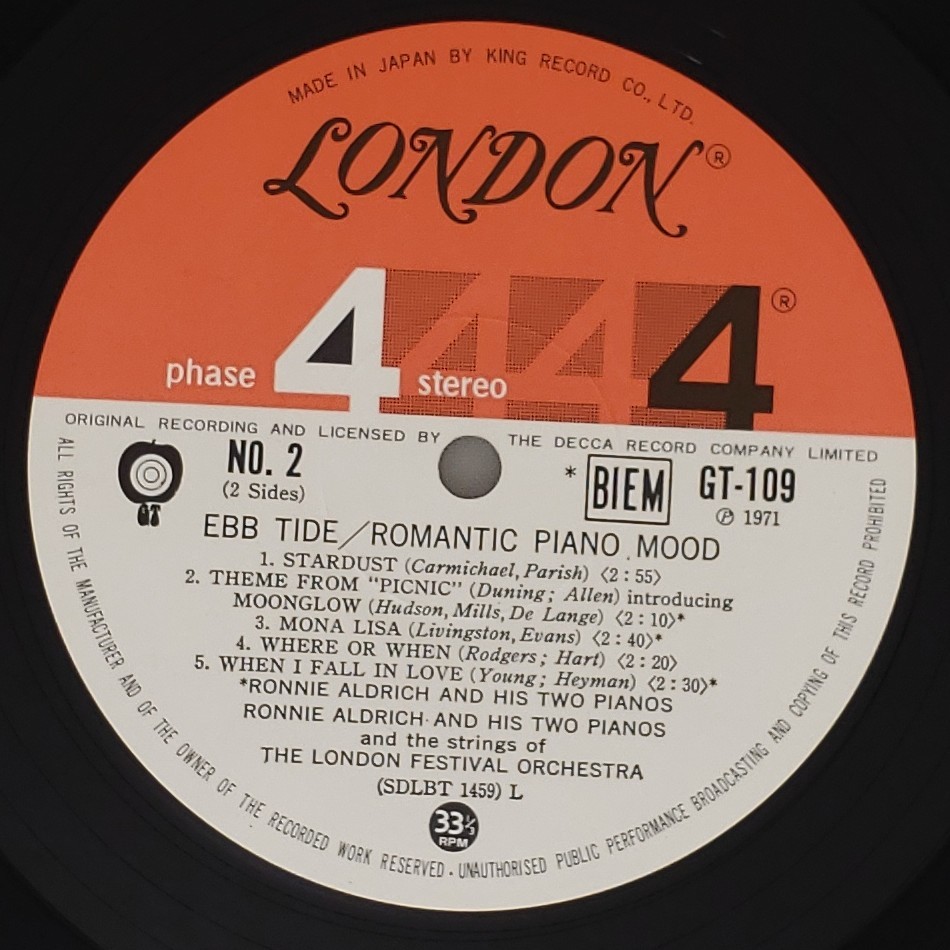 MADE IN JAPAN BY KING RECORD CO., LTD.
LONDON®
phase 4 stereo 4 4 4 ®
ORIGINAL RECORDING AND LICENSED BY THE DECCA RECORD COMPANY LIMITED
GT
NO. 2
(2 Sides)
* BIEM GT-109
Ⓟ 1971
EBB TIDE/ROMANTIC PIANO MOOD
1. STARDUST (Carmichael, Parish) ⟨2:55⟩
2. THEME FROM "PICNIC" (Duning; Allen) introducing
MOONGLOW (Hudson, Mills, De Lange) ⟨2:10⟩*
3. MONA LISA (Livingston, Evans) ⟨2:40⟩*
4. WHERE OR WHEN (Rodgers; Hart) ⟨2:20⟩
5. WHEN I FALL IN LOVE (Young; Heyman) ⟨2:30⟩*
*RONNIE ALDRICH AND HIS TWO PIANOS
RONNIE ALDRICH AND HIS TWO PIANOS
and the strings of
THE LONDON FESTIVAL ORCHESTRA
(SDLBT 1459) L
33⅓
RPM
ALL RIGHTS OF THE MANUFACTURER AND OF THE OWNER OF THE RECORDED WORK RESERVED. UNAUTHORISED PUBLIC PERFORMANCE BROADCASTING AND COPYING OF THIS RECORD PROHIBITED